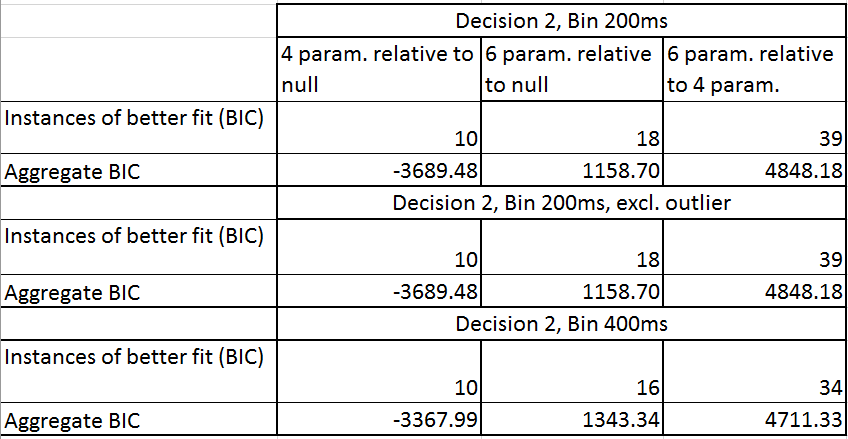 Decision 2, Bin 200ms
4 param. relative to null 6 param. relative to null 6 param. relative to 4 param.
Instances of better fit (BIC) 10 18 39
Aggregate BIC -3689.48 1158.70 4848.18
Decision 2, Bin 200ms, excl. outlier
Instances of better fit (BIC) 10 18 39
Aggregate BIC -3689.48 1158.70 4848.18
Decision 2, Bin 400ms
Instances of better fit (BIC) 10 16 34
Aggregate BIC -3367.99 1343.34 4711.33